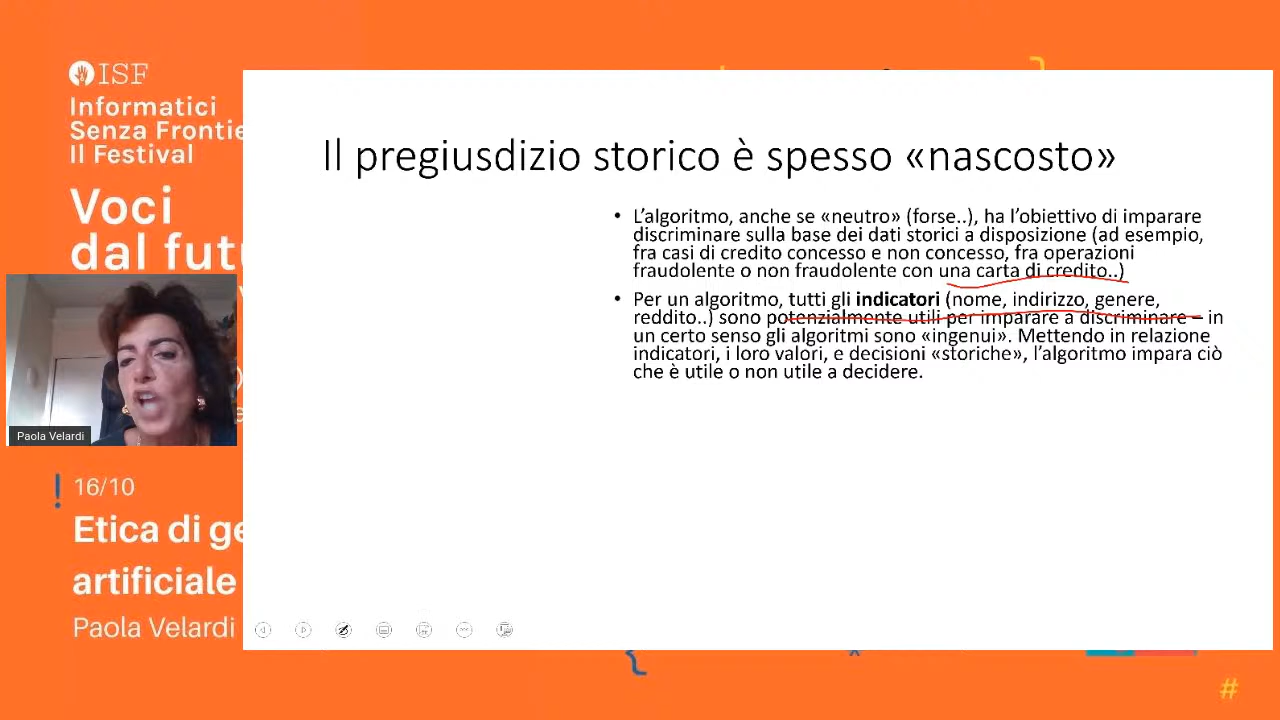 ISF
Informatici
Senza Frontie
Il Festival
Voci
dal futu
Paola Velardi
16/10
Etica di ge
artificiale
Paola Velardi
Il pregiusdizio storico è spesso «nascosto»
• L’algoritmo, anche se «neutro» (forse..), ha l’obiettivo di imparare
discriminare sulla base dei dati storici a disposizione (ad esempio,
fra casi di credito concesso e non concesso, fra operazioni
fraudolente o non fraudolente con una carta di credito..)
• Per un algoritmo, tutti gli indicatori (nome, indirizzo, genere,
reddito..) sono potenzialmente utili per imparare a discriminare – in
un certo senso gli algoritmi sono «ingenui». Mettendo in relazione
indicatori, i loro valori, e decisioni «storiche», l’algoritmo impara ciò
che è utile o non utile a decidere.
#